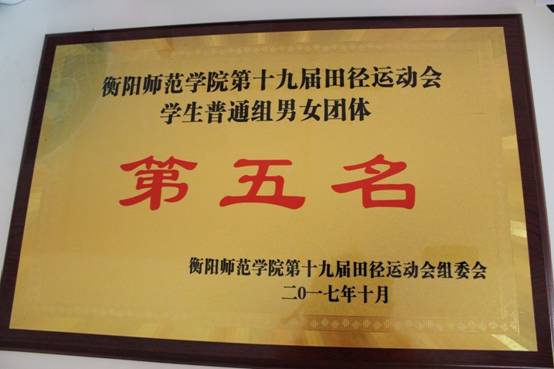 衡阳师范学院第十九届田径运动会
学生普通组男女团体
第五名
衡阳师范学院第十九届田径运动会组委会
二0一七年十月